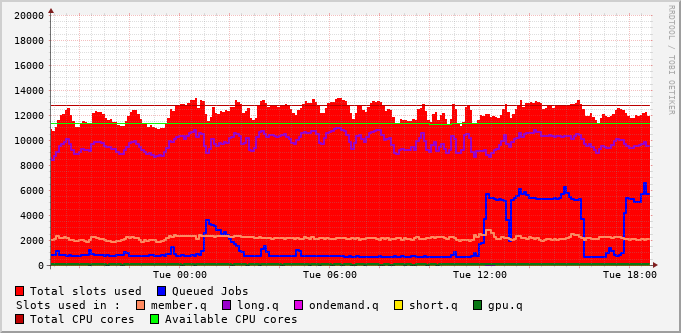 RRDTOOL / TOBI OETIKER
20000
18000
16000
14000
12000
10000
8000
6000
4000
2000
0
Tue 00:00 Tue 06:00 Tue 12:00 Tue 18:00
Total slots used Queued Jobs
Slots used in : member.q long.q ondemand.q short.q gpu.q
Total CPU cores Available CPU cores